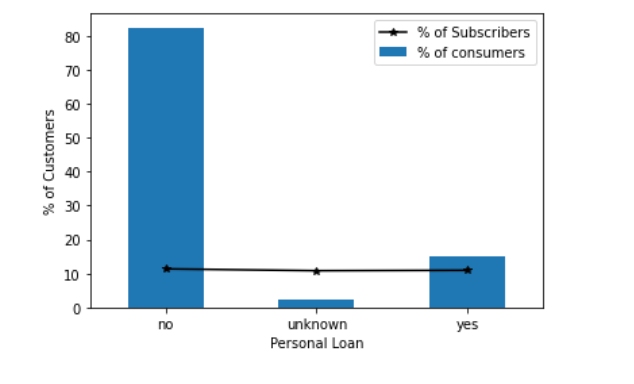 % of Subscribers
% of consumers
% of Customers
80
70
60
50
40
30
20
10
0
no unknown yes
Personal Loan